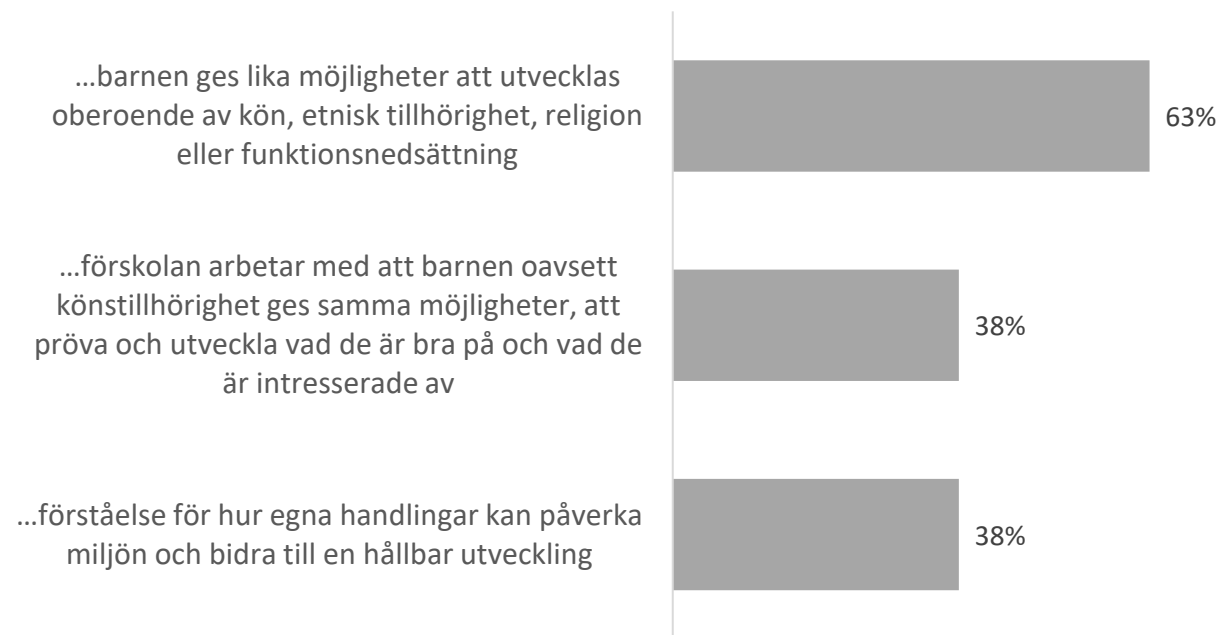 ...barnen ges lika möjligheter att utvecklas
oberoende av kön, etnisk tillhörighet, religion
eller funktionsnedsättning
63%
...förskolan arbetar med att barnen oavsett
könstillhörighet ges samma möjligheter, att
pröva och utveckla vad de är bra på och vad de
är intresserade av
38%
...förståelse för hur egna handlingar kan påverka
miljön och bidra till en hållbar utveckling
38%